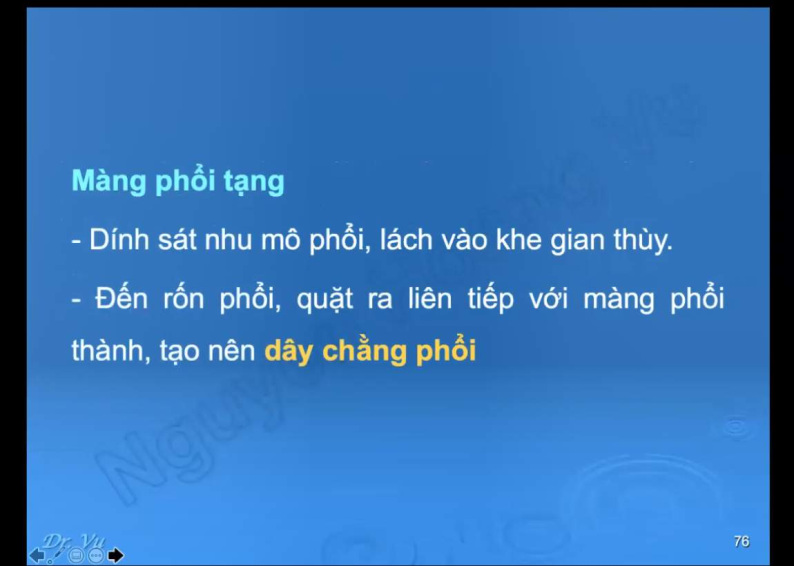 Màng phổi tạng
- Dính sát nhu mô phổi, lách vào khe gian thùy.
- Đến rốn phổi, quặt ra liên tiếp với màng phổi
thành, tạo nên dây chằng phổi
Dr. Vu
76